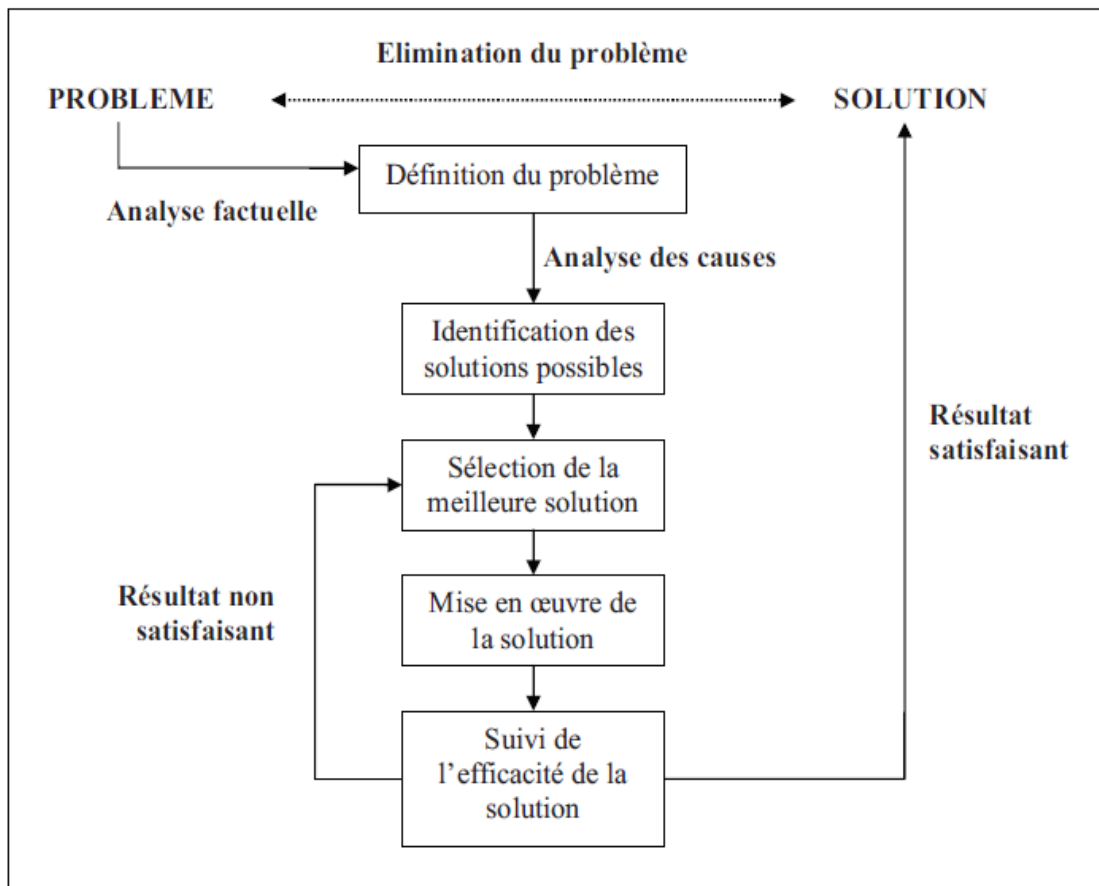 Elimination du problème
PROBLEME
SOLUTION
Définition du problème
Analyse factuelle
Analyse des causes
Identification des
solutions possibles
Résultat
satisfaisant
Sélection de la
meilleure solution
Résultat non
satisfaisant
Mise en œuvre de
la solution
Suivi de
l’efficacité de la
solution